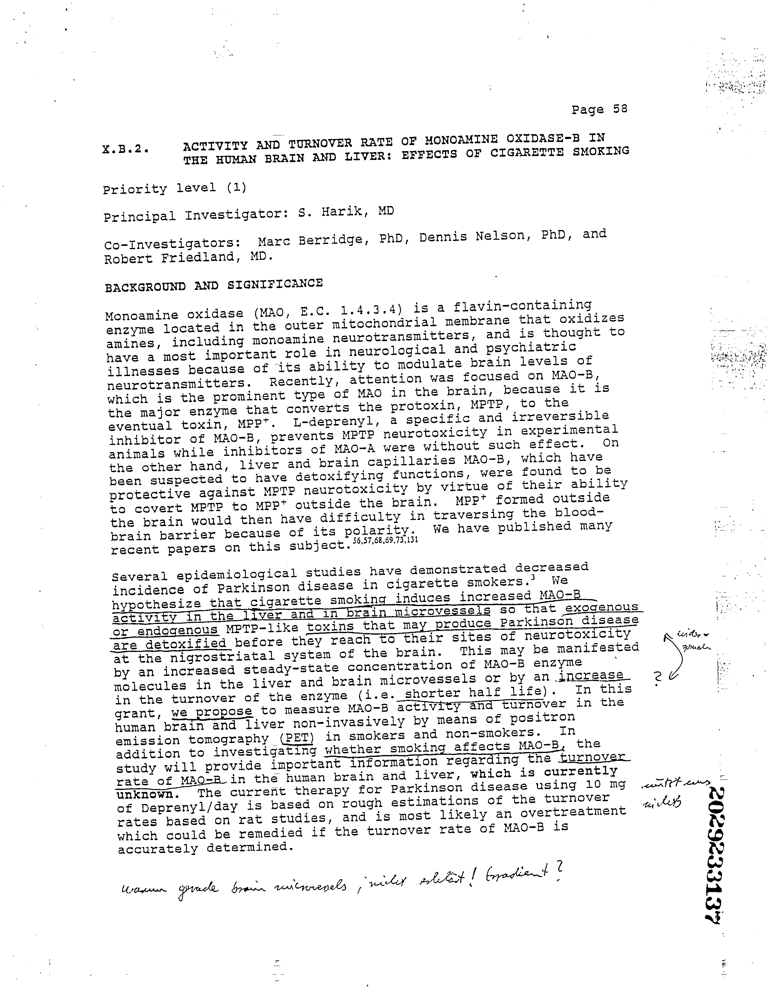 Page 58
X.B.2. ACTIVITY AND TURNOVER RATE OF MONOAMINE OXIDASE-B IN
THE HUMAN BRAIN AND LIVER: EFFECTS OF CIGARETTE SMOKING
Priority level (1)
Principal Investigator: S. Harik, MD
Co-Investigators: Marc Berridge, PhD, Dennis Nelson, PhD, and
Robert Friedland, MD.
BACKGROUND AND SIGNIFICANCE
Monoamine oxidase (MAO, E.C. 1.4.3.4) is a flavin-containing
enzyme located in the outer mitochondrial membrane that oxidizes
amines, including monoamine neurotransmitters, and is thought to
have a most important role in neurological and psychiatric
illnesses because of its ability to modulate brain levels of
neurotransmitters. Recently, attention was focused on MAO-B,
which is the prominent type of MAO in the brain, because it is
the major enzyme that converts the protoxin, MPTP, to the
eventual toxin, MPP⁺. L-deprenyl, a specific and irreversible
inhibitor of MAO-B, prevents MPTP neurotoxicity in experimental
animals while inhibitors of MAO-A were without such effect. On
the other hand, liver and brain capillaries MAO-B, which have
been suspected to have detoxifying functions, were found to be
protective against MPTP neurotoxicity by virtue of their ability
to covert MPTP to MPP⁺ outside the brain. MPP⁺ formed outside
the brain would then have difficulty in traversing the blood-
brain barrier because of its polarity. We have published many
recent papers on this subject.56,57,68,69,73,131
Several epidemiological studies have demonstrated decreased
incidence of Parkinson disease in cigarette smokers.³ We
hypothesize that cigarette smoking induces increased MAO-B
activity in the liver and in brain microvessels so that exogenous
or endogenous MPTP-like toxins that may produce Parkinson disease
are detoxified before they reach to their sites of neurotoxicity
at the nigrostriatal system of the brain. This may be manifested
by an increased steady-state concentration of MAO-B enzyme
molecules in the liver and brain microvessels or by an increase
?
in the turnover of the enzyme (i.e. shorter half life). In this
grant, we propose to measure MAO-B activity and turnover in the
human brain and liver non-invasively by means of positron
emission tomography (PET) in smokers and non-smokers. In
addition to investigating whether smoking affects MAO-B, the
study will provide important information regarding the turnover
rate of MAO-B in the human brain and liver, which is currently
unknown. The current therapy for Parkinson disease using 10 mg
of Deprenyl/day is based on rough estimations of the turnover
rates based on rat studies, and is most likely an overtreatment
which could be remedied if the turnover rate of MAO-B is
accurately determined.
warum gerade brain microvessels, nicht Gradient?
2029233137